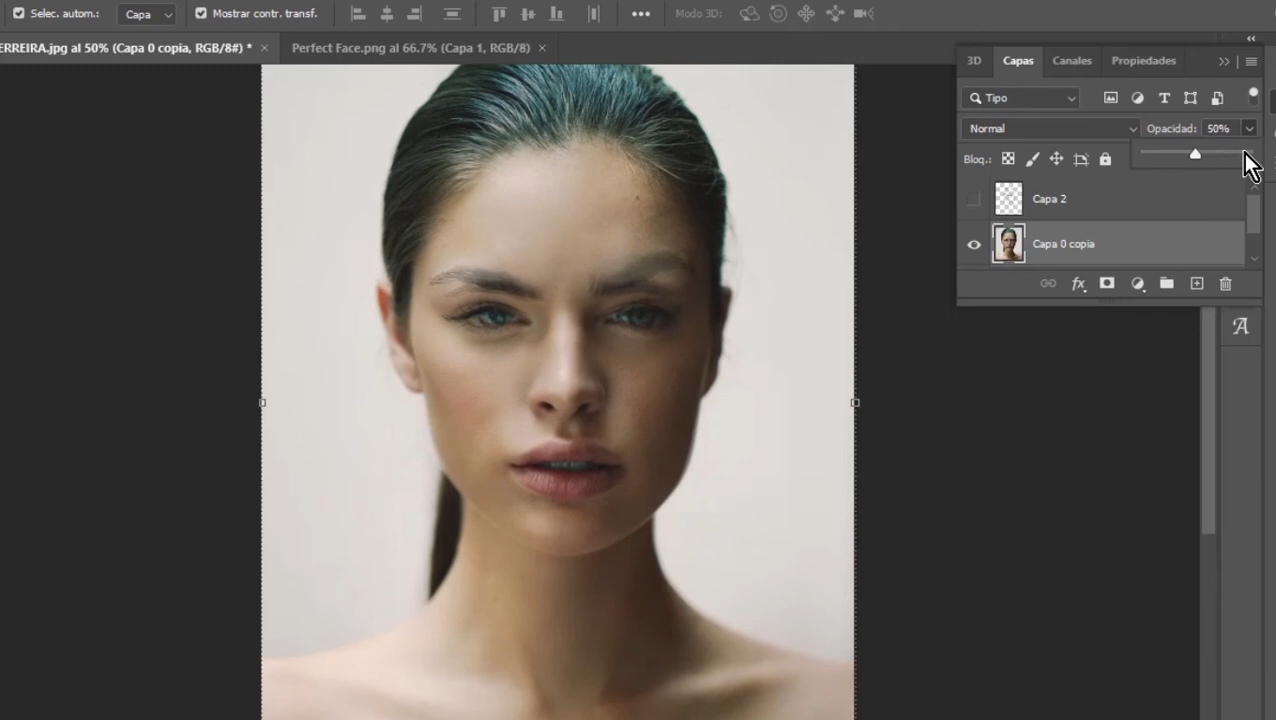 Selec. autom.: Capa Mostrar contr. transf. Modo 3D:
ERREIRA.jpg al 50% (Capa 0 copia, RGB/8#) * × Perfect Face.png al 66.7% (Capa 1, RGB/8) ×
3D Capas Canales Propiedades
Tipo
Normal Opacidad: 50%
Bloq.:
Capa 2
Capa 0 copia